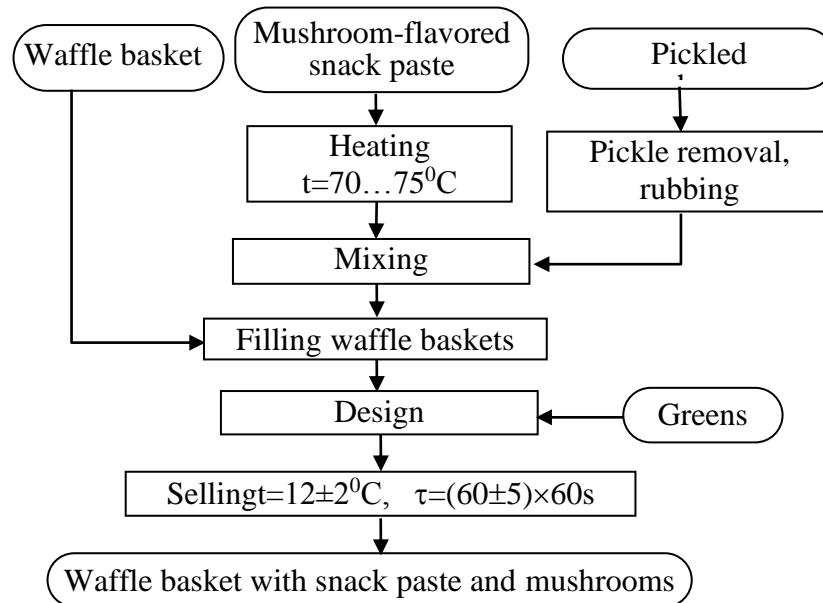 Waffle basket
Mushroom-flavored
snack paste
Pickled
Heating
t=70…75⁰C
Pickle removal,
rubbing
Mixing
Filling waffle baskets
Design
Greens
Sellingt=12±2⁰C, τ=(60±5)×60s
Waffle basket with snack paste and mushrooms